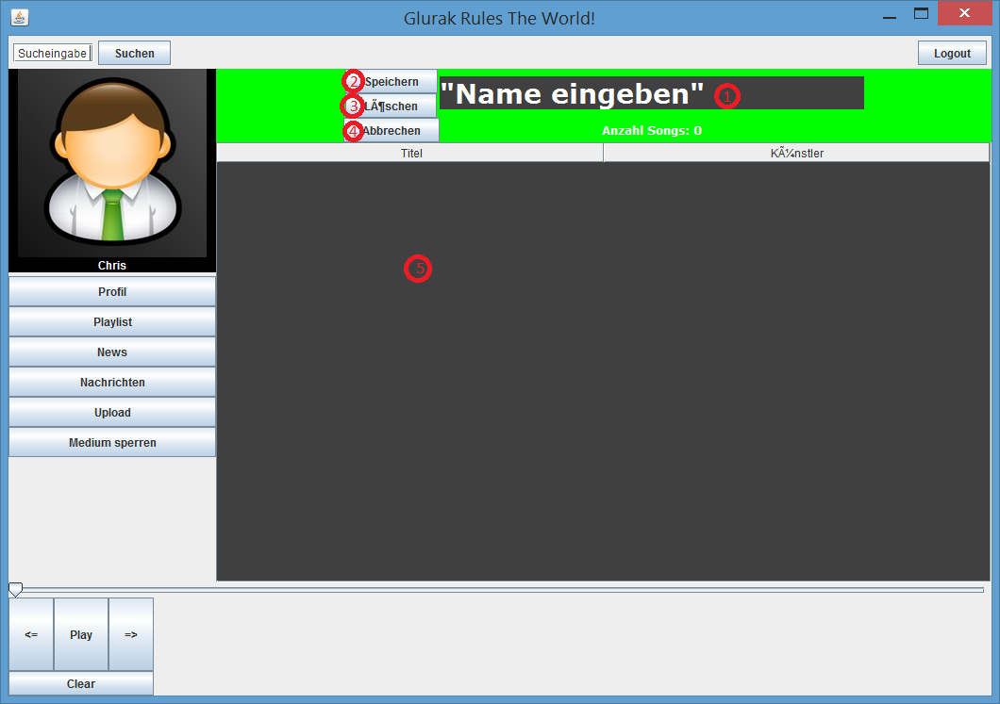 Glurak Rules The World!
Sucheingabe Suchen Logout
2 Speichern
"Name eingeben" 1
3 LÃ¶schen
4 Abbrechen
Anzahl Songs: 0
Titel KÃ¼nstler
5
Chris
Profil
Playlist
News
Nachrichten
Upload
Medium sperren
<= Play =>
Clear